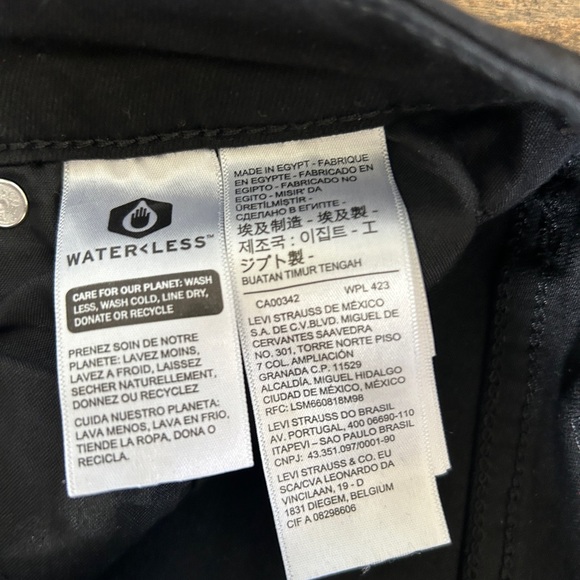 WATER<LESS™
CARE FOR OUR PLANET: WASH
LESS, WASH COLD, LINE DRY,
DONATE OR RECYCLE
PRENEZ SOIN DE NOTRE
PLANETE: LAVEZ MOINS,
LAVEZ A FROID, LAISSEZ
SECHER NATURELLEMENT,
DONNEZ OU RECYCLEZ
CUIDA NUESTRO PLANETA:
LAVA MENOS, LAVA EN FRIO.
TIENDE LA ROPA, DONA O
RECICLA.
MADE IN EGYPT - FABRIQUE
EN EGYPTE - FABRICADO EN
EGIPTO - FABRICADO NO
EGITO - MISIR'DA
ÜRETİLMİŞTİR -
СДЕЛАНО В ЕГИПТЕ -
埃及制造 - 埃及製 -
제조국 : 이집트 - エ
ジプト製 -
BUATAN TIMUR TENGAH
CA00342 WPL 423
LEVI STRAUSS DE MÉXICO
S.A. DE C.V.BLVD. MIGUEL DE
CERVANTES SAAVEDRA
NO. 301, TORRE NORTE PISO
7 COL. AMPLIACIÓN
GRANADA C.P. 11529
ALCALDÍA. MIGUEL HIDALGO
CIUDAD DE MÉXICO, MÉXICO
RFC: LSM660818M98
LEVI STRAUSS DO BRASIL
AV. PORTUGAL, 400 06690-110
ITAPEVI – SAO PAULO BRASIL
CNPJ: 43.351.097/0001-90
LEVI STRAUSS & CO. EU
SCA/CVA LEONARDO DA
VINCILAAN, 19 - D
1831 DIEGEM, BELGIUM
CIF A 08298606